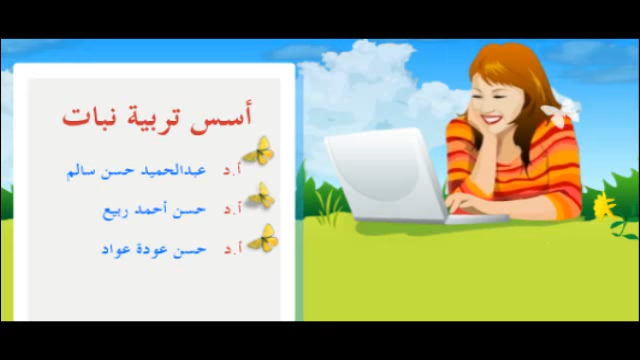 أسس تربية نبات
أ.د عبدالحميد حسن سالم
أ.د حسن أحمد ربيع
أ.د حسن عودة عواد